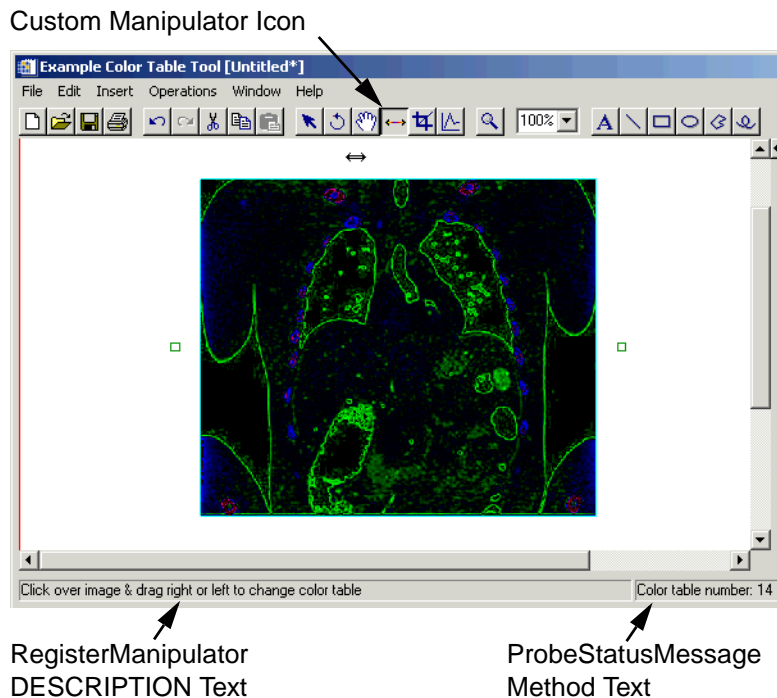 Custom Manipulator Icon
Example Color Table Tool [Untitled*]
File Edit Insert Operations Window Help
100%
A
Click over image & drag right or left to change color table
Color table number: 14
RegisterManipulator
DESCRIPTION Text
ProbeStatusMessage
Method Text